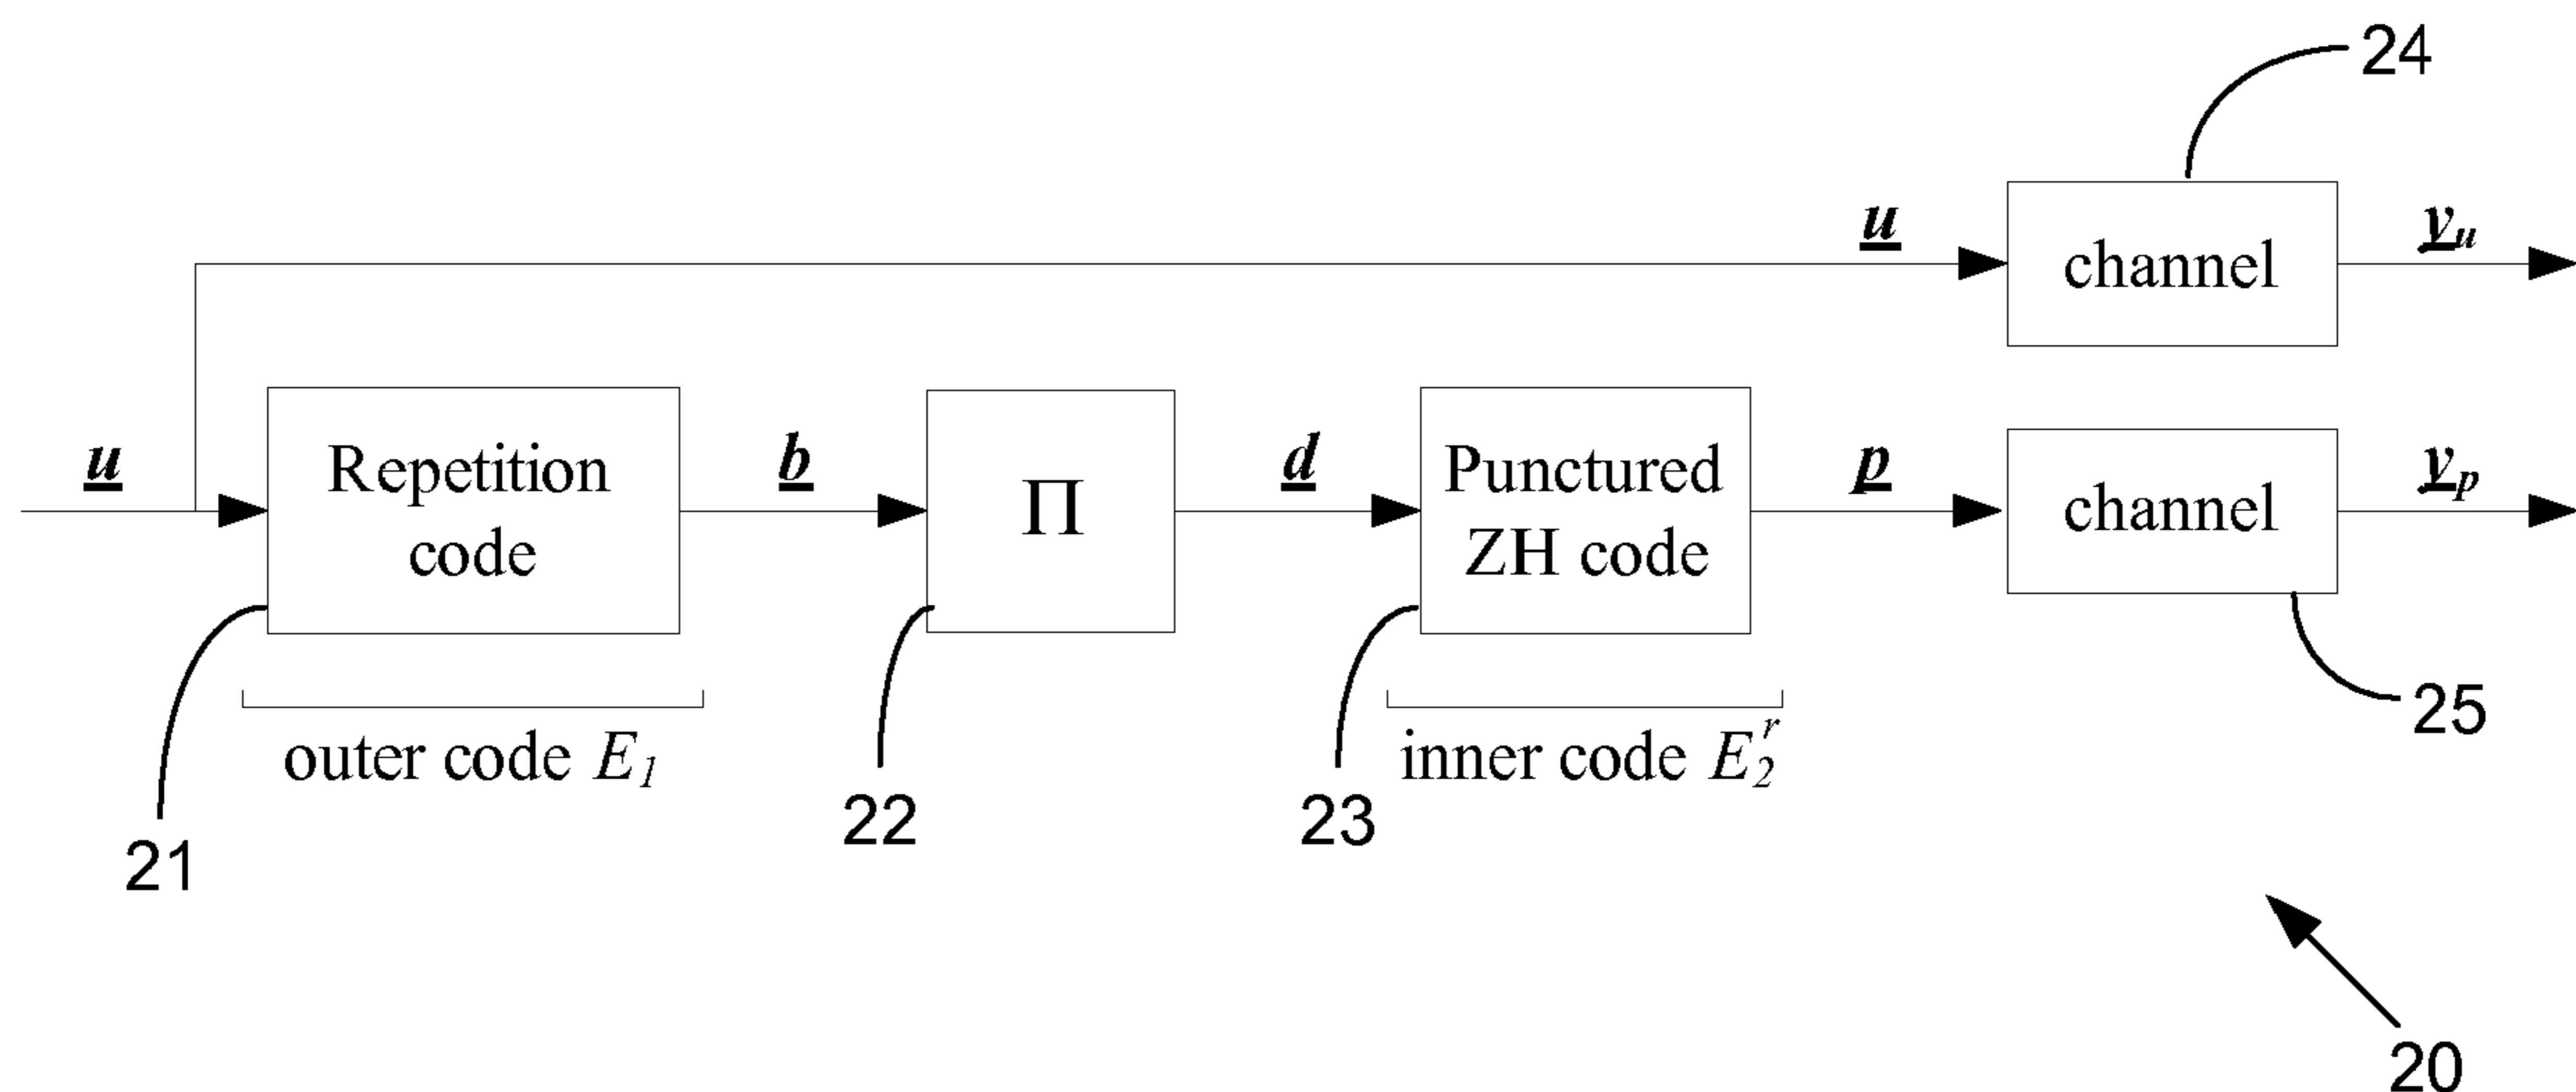 24
u
channel
y_u
u
Repetition
code
b
Π
d
Punctured
ZH code
p
channel
y_p
outer code E_1
inner code E_2^r
21
22
23
25
20